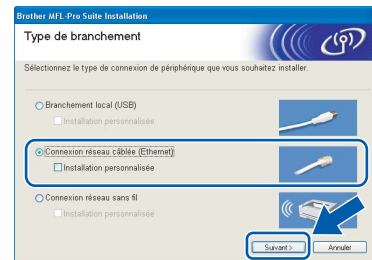 Brother MFL-Pro Suite Installation
Type de branchement
Sélectionnez le type de connexion de périphérique que vous souhaitez installer.
Branchement local (USB)
Installation personnalisée
Connexion réseau câblée (Ethernet)
Installation personnalisée
Connexion réseau sans fil
Installation personnalisée
Suivant > Annuler